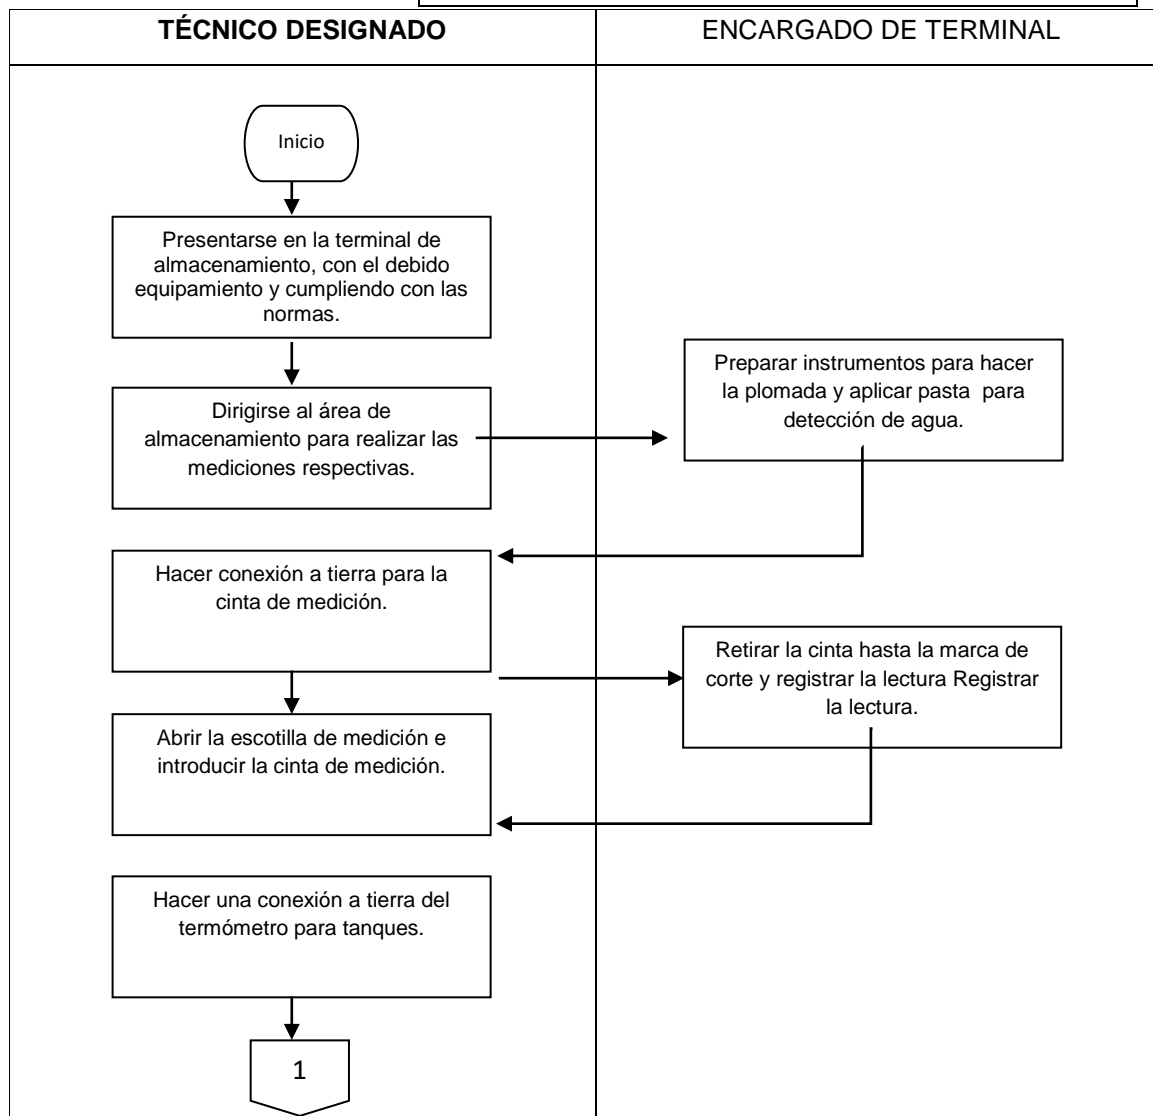 TÉCNICO DESIGNADO
ENCARGADO DE TERMINAL
Inicio
Presentarse en la terminal de
almacenamiento, con el debido
equipamiento y cumpliendo con las
normas.
Preparar instrumentos para hacer
la plomada y aplicar pasta  para
detección de agua.
Dirigirse al área de
almacenamiento para realizar las
mediciones respectivas.
Hacer conexión a tierra para la
cinta de medición.
Retirar la cinta hasta la marca de
corte y registrar la lectura Registrar
la lectura.
Abrir la escotilla de medición e
introducir la cinta de medición.
Hacer una conexión a tierra del
termómetro para tanques.
1